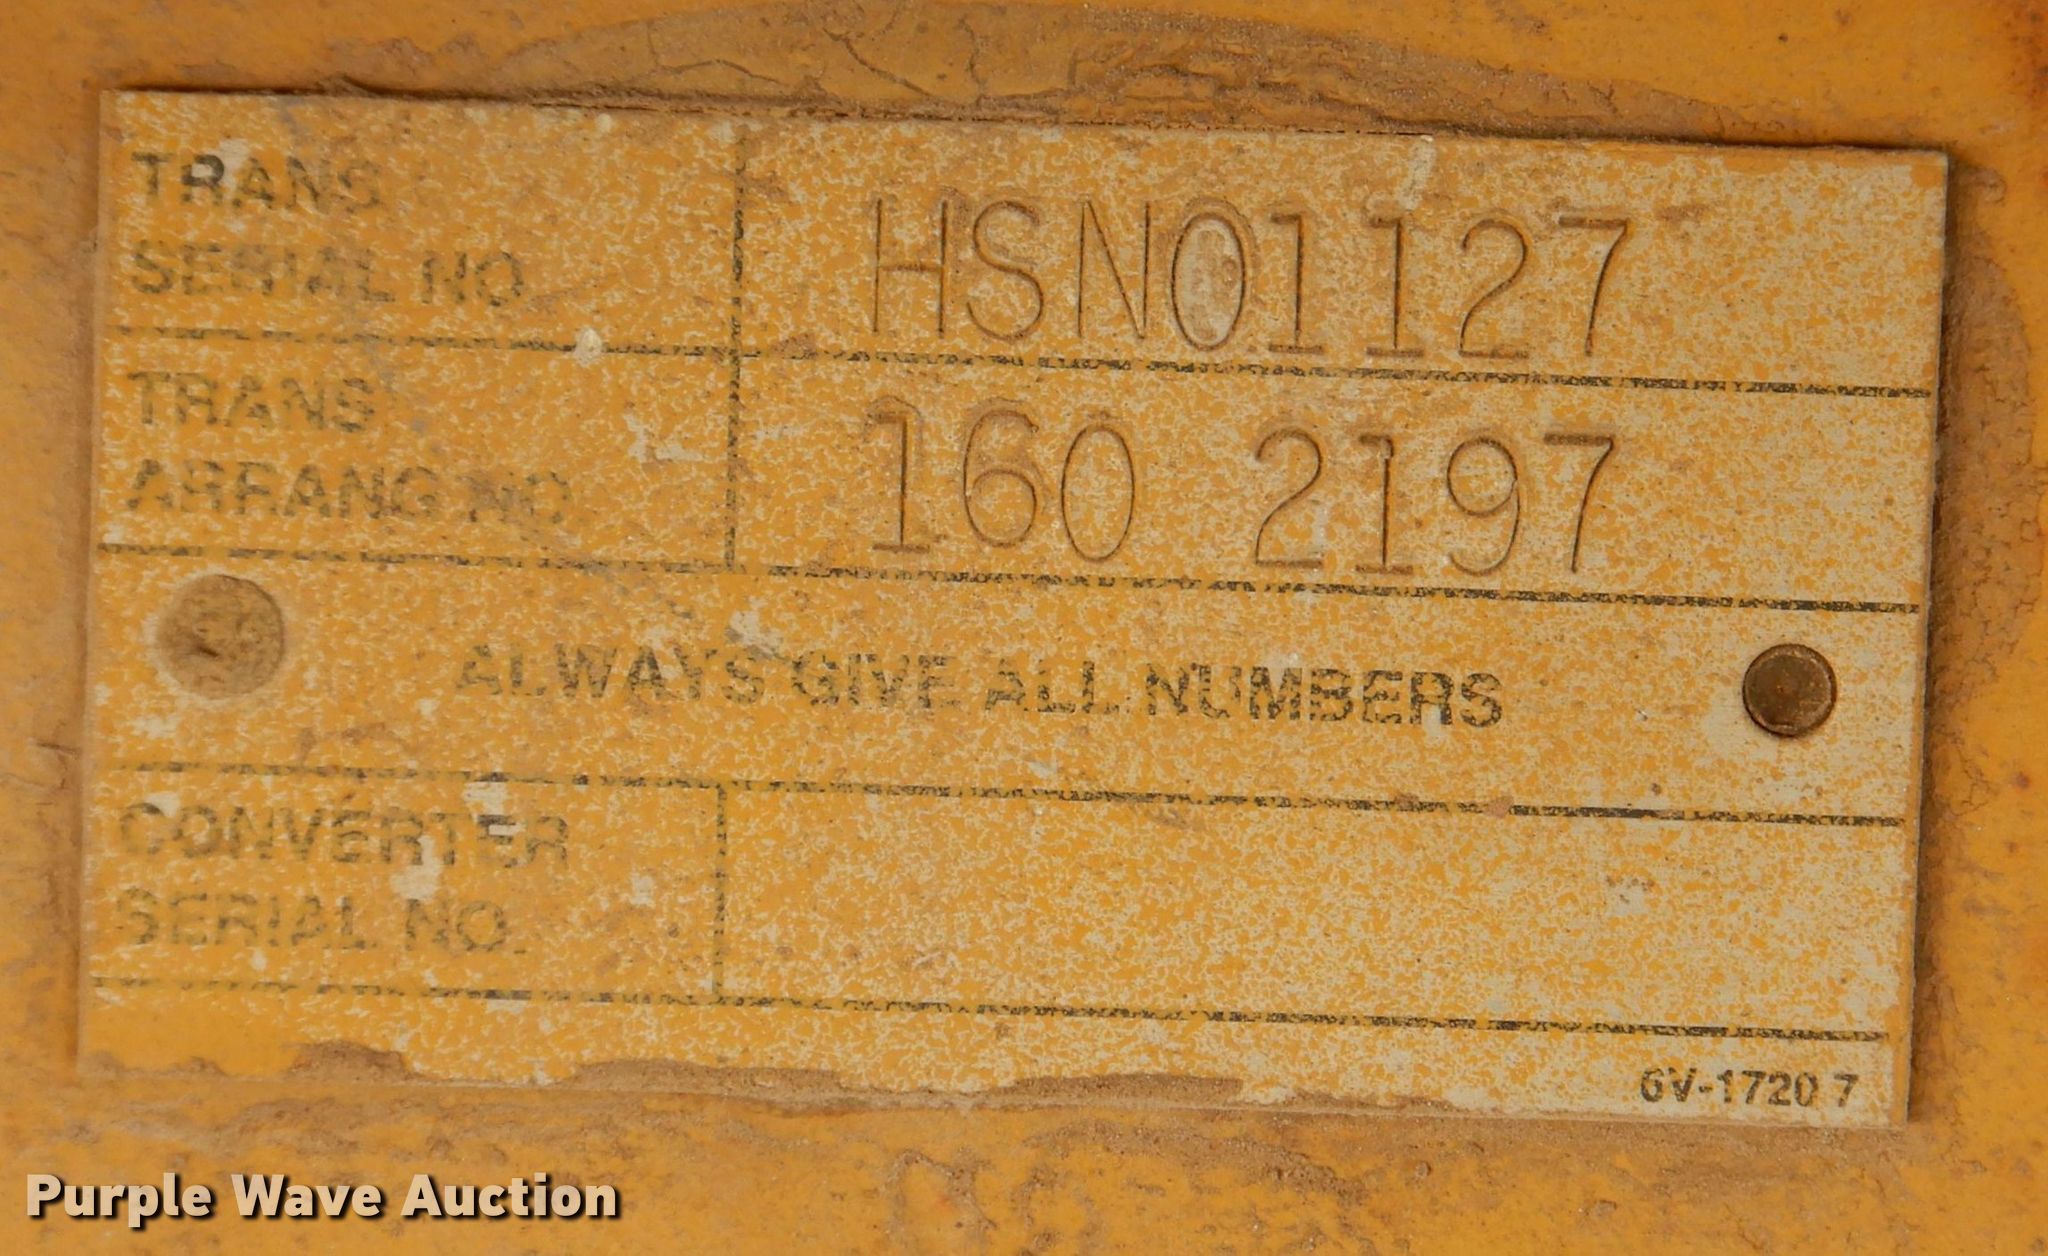 TRANS
SERIAL NO
HSN01127
TRANS
ARRANG NO.
160 2197
ALWAYS GIVE ALL NUMBERS
CONVERTER
SERIAL NO.
6V-1720 7
Purple Wave Auction